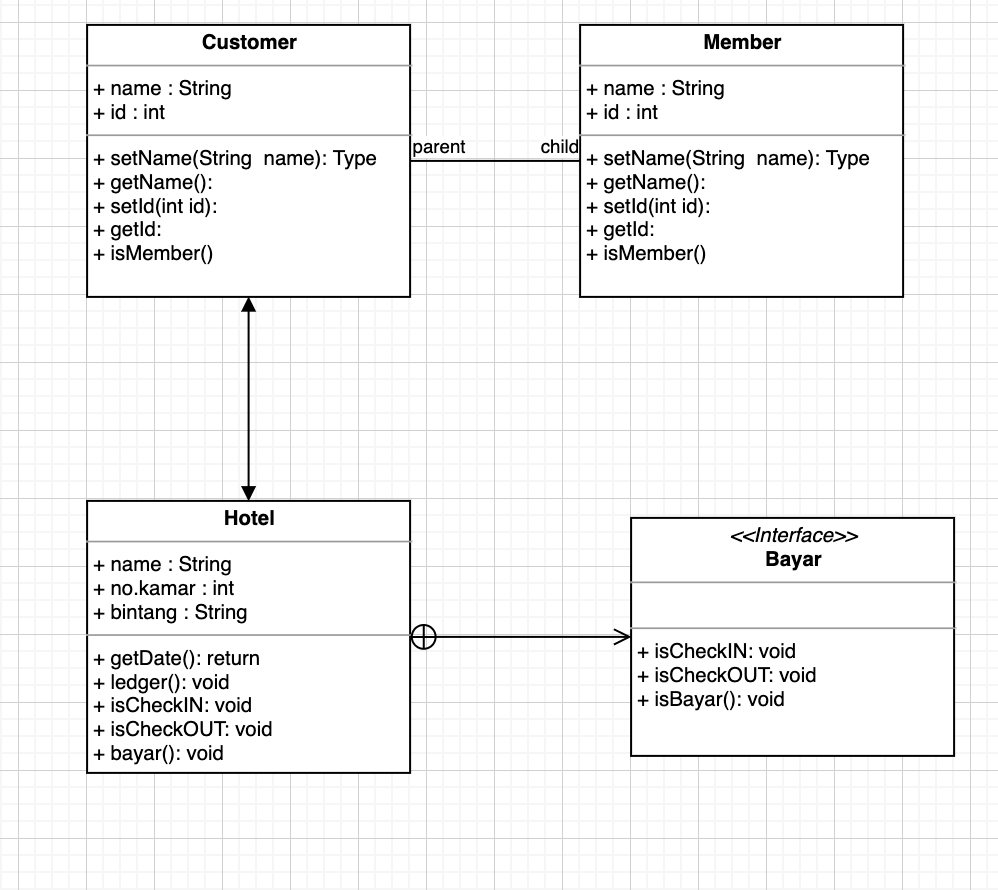 Customer
+ name : String
+ id : int
+ setName(String  name): Type
+ getName():
+ setId(int id):
+ getId:
+ isMember()
parent
child
Member
+ name : String
+ id : int
+ setName(String  name): Type
+ getName():
+ setId(int id):
+ getId:
+ isMember()
Hotel
+ name : String
+ no.kamar : int
+ bintang : String
+ getDate(): return
+ ledger(): void
+ isCheckIN: void
+ isCheckOUT: void
+ bayar(): void
<<Interface>>
Bayar
+ isCheckIN: void
+ isCheckOUT: void
+ isBayar(): void